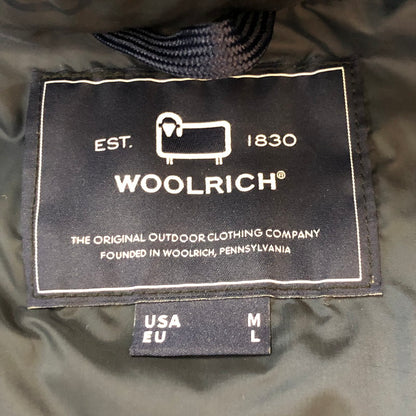 EST. 1830
WOOLRICH®
THE ORIGINAL OUTDOOR CLOTHING COMPANY
FOUNDED IN WOOLRICH, PENNSYLVANIA
USA M
EU L